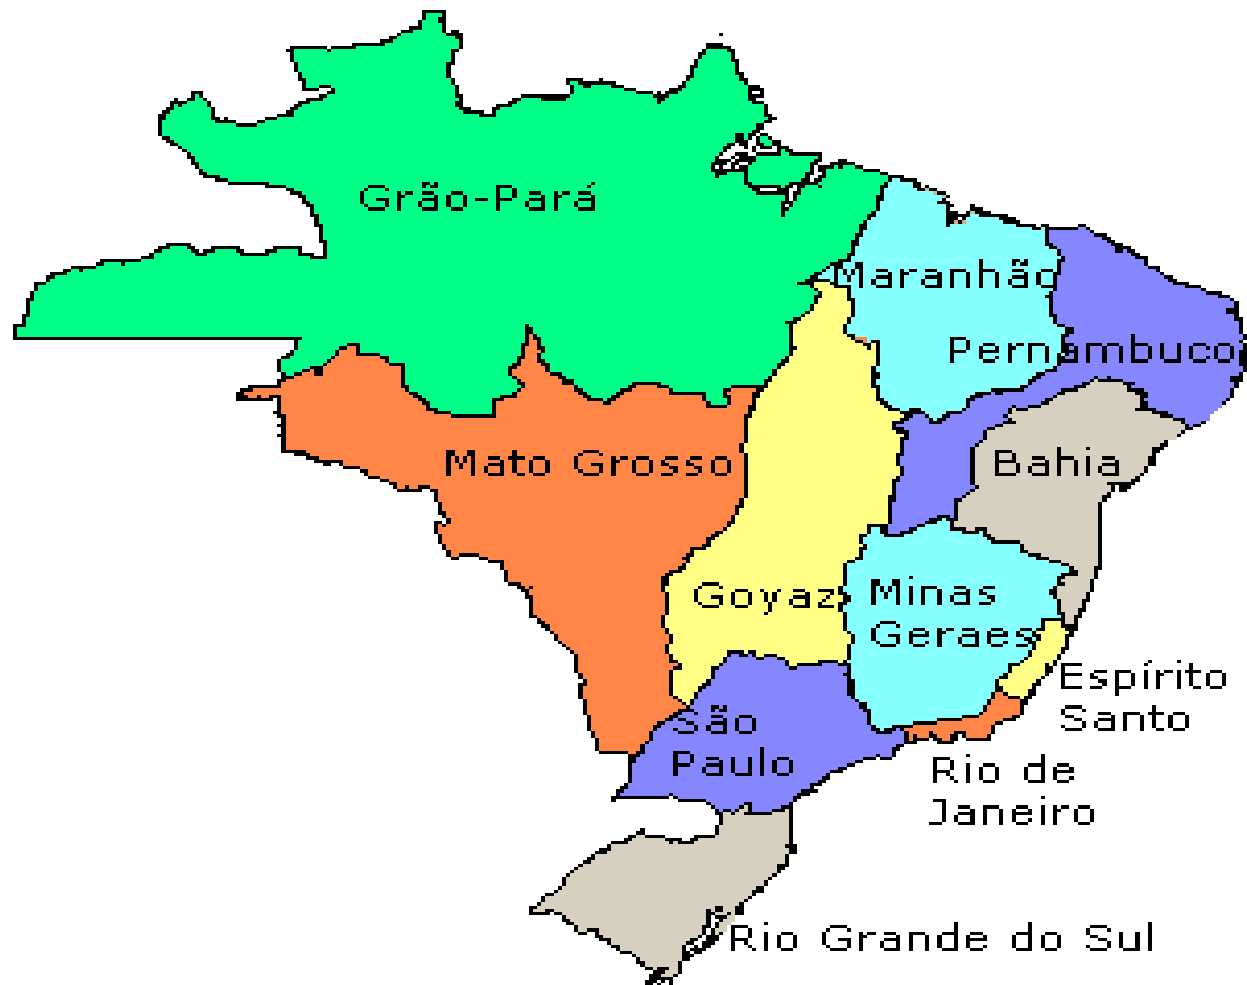 Grão-Pará
Maranhão
Pernambuco
Mato Grosso
Bahia
Goyaz
Minas
Geraes
Espírito
Santo
São
Paulo
Rio de
Janeiro
Rio Grande do Sul